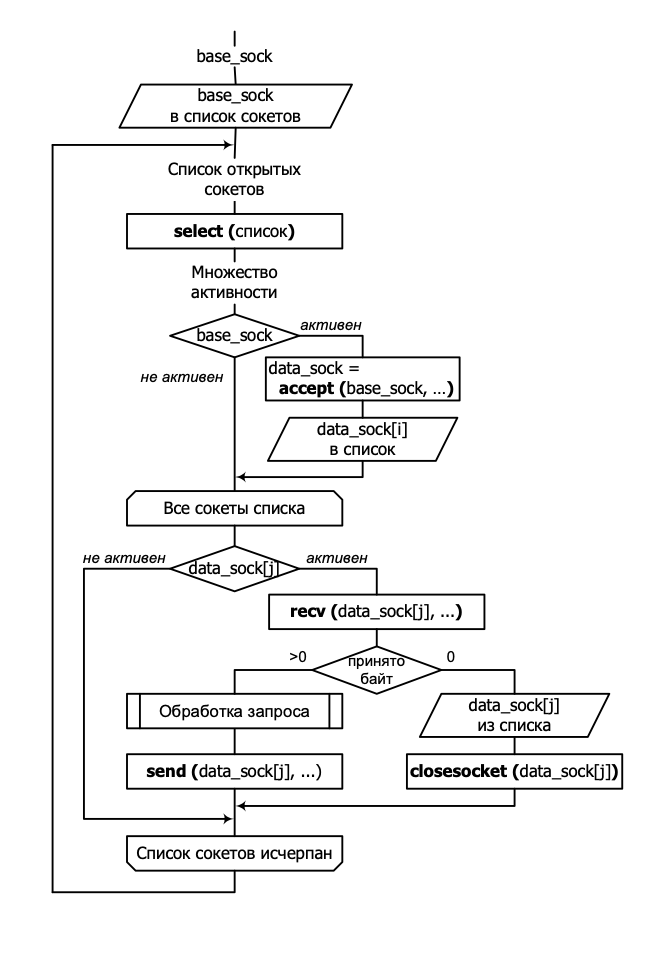 base_sock
base_sock
в список сокетов
Список открытых
сокетов
select (список)
Множество
активности
base_sock
активен
не активен
data_sock =
accept (base_sock, ...)
data_sock[i]
в список
Все сокеты списка
не активен
data_sock[j]
активен
recv (data_sock[j], ...)
>0
принято
байт
0
Обработка запроса
data_sock[j]
из списка
send (data_sock[j], ...)
closesocket (data_sock[j])
Список сокетов исчерпан